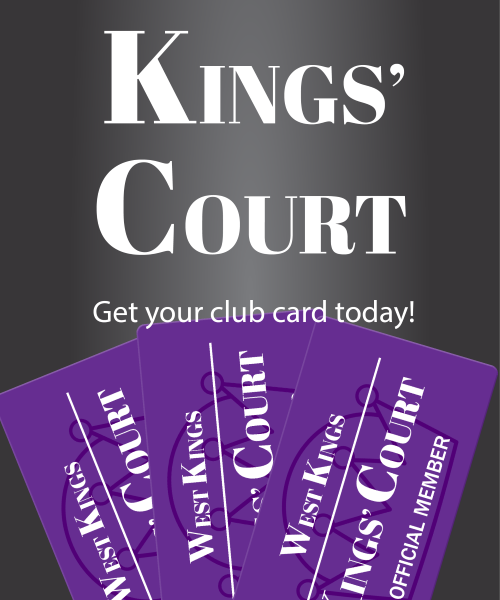 KINGS’
COURT
Get your club card today!
WEST KINGS
’ COURT
WEST KINGS
S’ COURT
WEST KINGS
KINGS’ COURT
OFFICIAL MEMBER